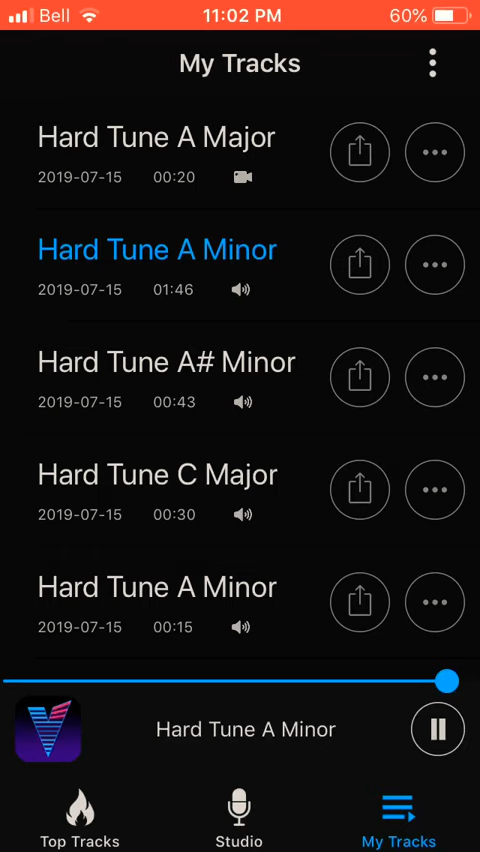 Bell 11:02 PM 60%
My Tracks
Hard Tune A Major
2019-07-15 00:20
Hard Tune A Minor
2019-07-15 01:46
Hard Tune A# Minor
2019-07-15 00:43
Hard Tune C Major
2019-07-15 00:30
Hard Tune A Minor
2019-07-15 00:15
Hard Tune A Minor
Top Tracks Studio My Tracks